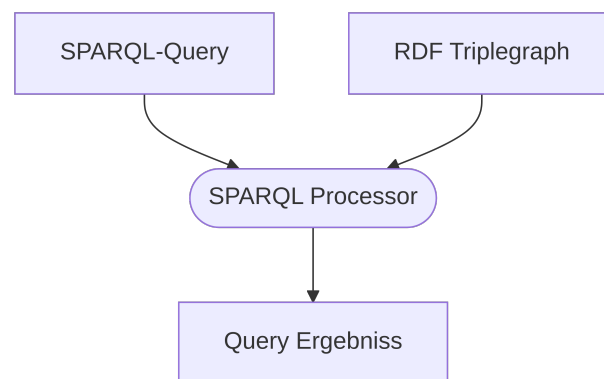 SPARQL-Query
RDF Triplegraph
SPARQL Processor
Query Ergebniss